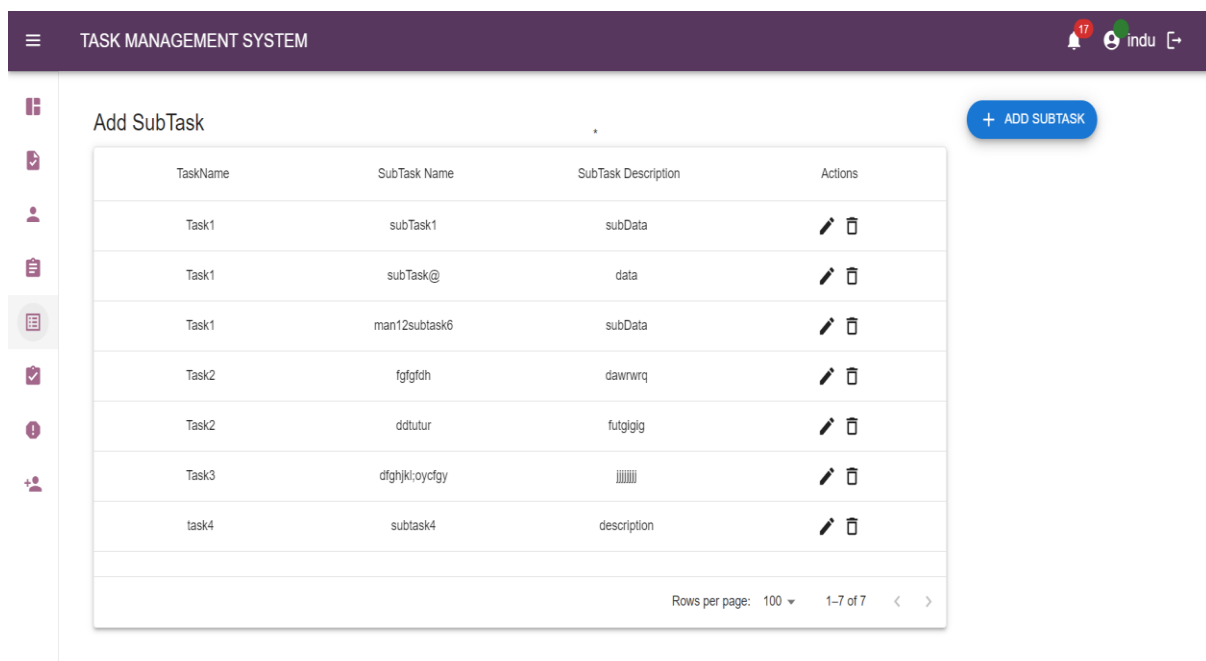 TASK MANAGEMENT SYSTEM 17 indu
Add SubTask * + ADD SUBTASK
TaskName SubTask Name SubTask Description Actions
Task1 subTask1 subData
Task1 subTask@ data
Task1 man12subtask6 subData
Task2 fgfgfdh dawrwrq
Task2 ddtutur futgigig
Task3 dfghjkl;oycfgy
task4 subtask4 description
Rows per page: 100 1–7 of 7